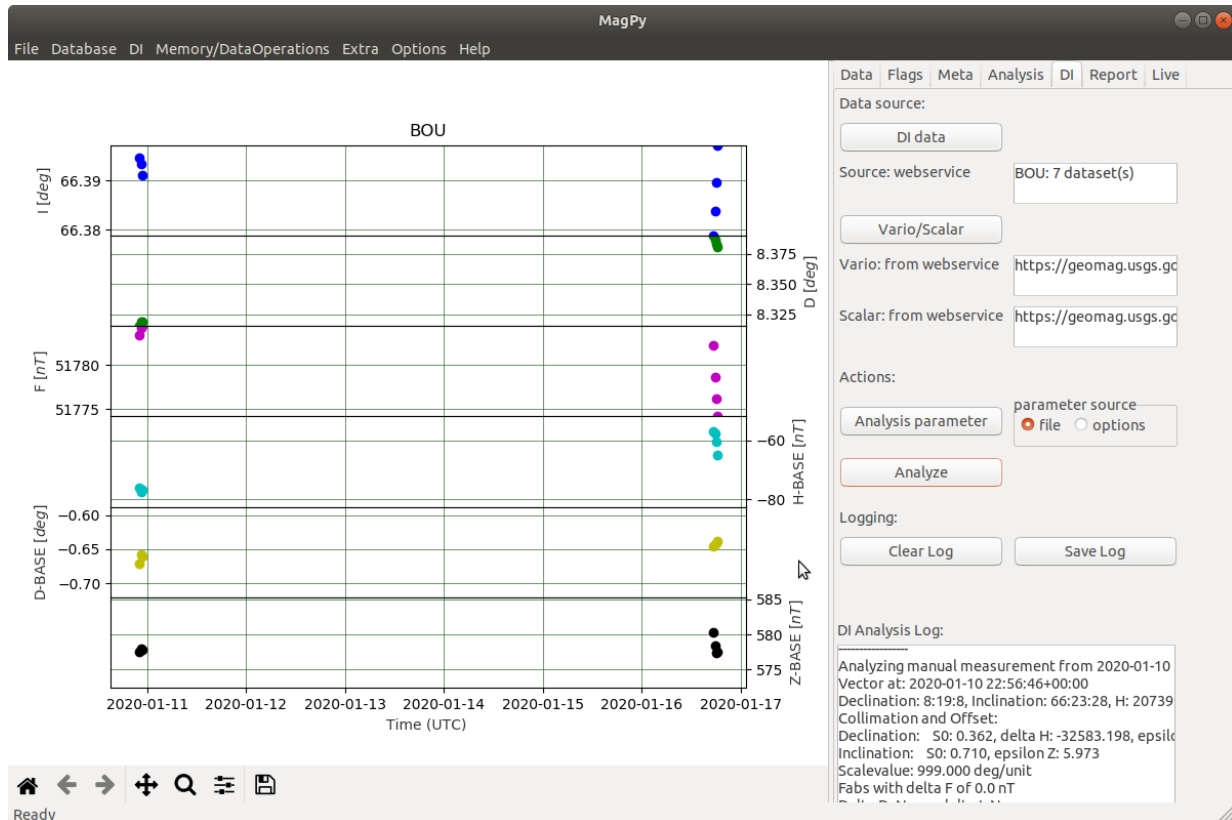 MagPy
File Database DI Memory/DataOperations Extra Options Help
BOU
66.39
66.38
I [deg]
8.375
8.350
8.325
D [deg]
51780
51775
F [nT]
−60
−80
H-BASE [nT]
−0.60
−0.65
−0.70
D-BASE [deg]
585
580
575
Z-BASE [nT]
2020-01-11 2020-01-12 2020-01-13 2020-01-14 2020-01-15 2020-01-16 2020-01-17
Time (UTC)
Ready
Data Flags Meta Analysis DI Report Live
Data source:
DI data
Source: webservice BOU: 7 dataset(s)
Vario/Scalar
Vario: from webservice https://geomag.usgs.gc
Scalar: from webservice https://geomag.usgs.gc
Actions:
parameter source
Analysis parameter file options
Analyze
Logging:
Clear Log Save Log
DI Analysis Log:
-----------------
Analyzing manual measurement from 2020-01-10
Vector at: 2020-01-10 22:56:46+00:00
Declination: 8:19:8, Inclination: 66:23:28, H: 20739
Collimation and Offset:
Declination: S0: 0.362, delta H: -32583.198, epsilo
Inclination: S0: 0.710, epsilon Z: 5.973
Scalevalue: 999.000 deg/unit
Fabs with delta F of 0.0 nT